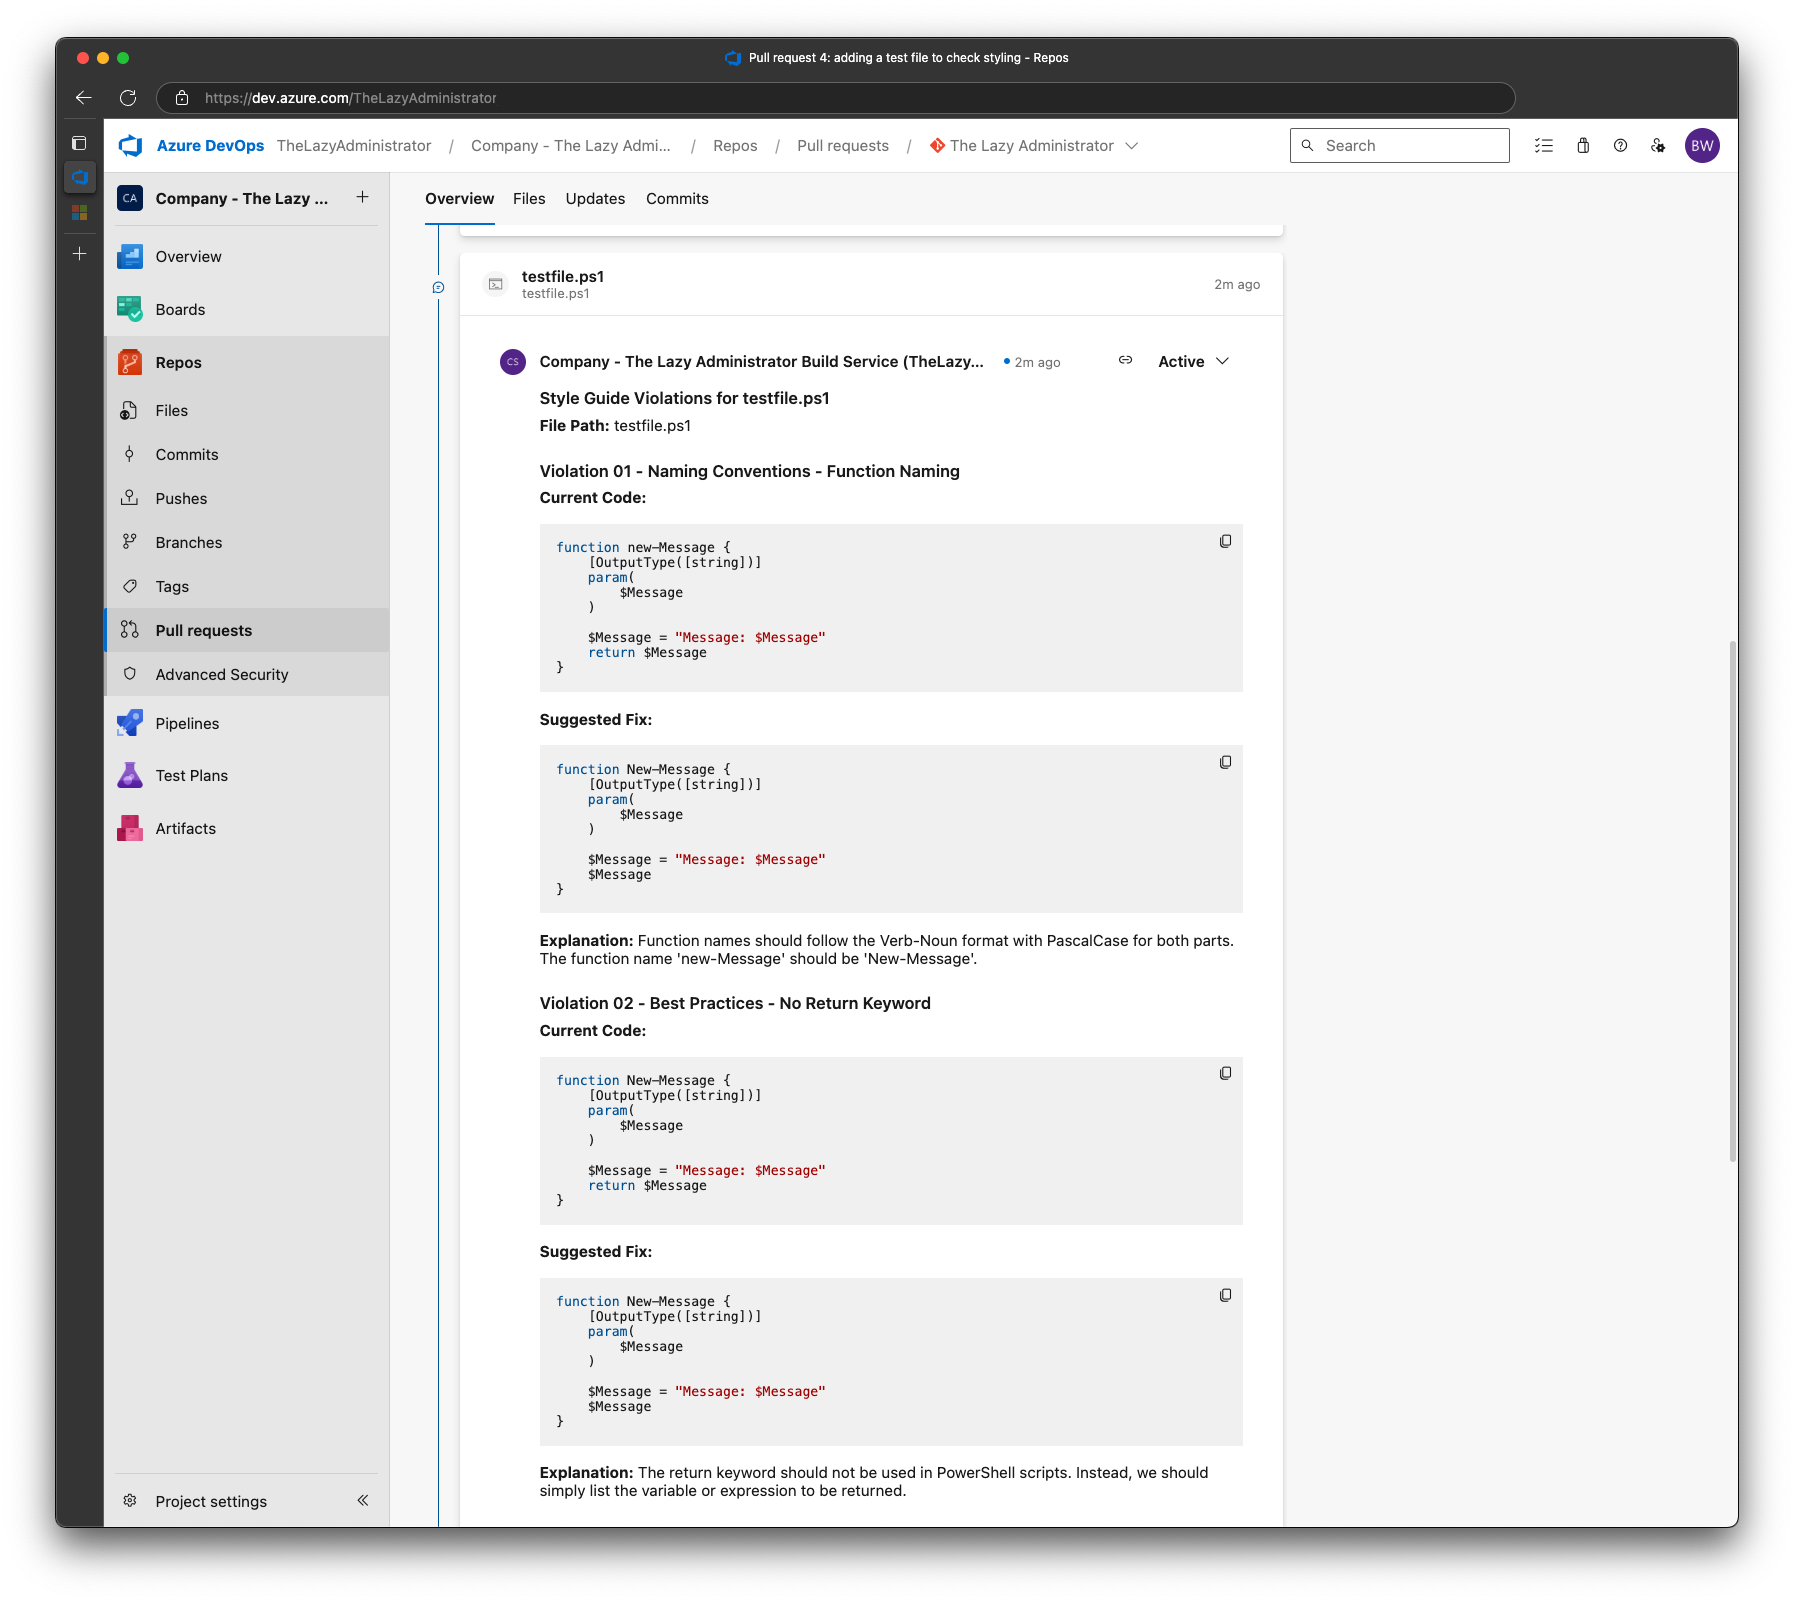 Pull request 4: adding a test file to check styling - Repos
https://dev.azure.com/TheLazyAdministrator
Azure DevOps TheLazyAdministrator / Company - The Lazy Admi... / Repos / Pull requests / The Lazy Administrator
Search
BW
CA Company - The Lazy ... +
Overview Files Updates Commits
Overview
Boards
Repos
Files
Commits
Pushes
Branches
Tags
Pull requests
Advanced Security
Pipelines
Test Plans
Artifacts
Project settings
testfile.ps1
testfile.ps1
2m ago
CS Company - The Lazy Administrator Build Service (TheLazy... 2m ago Active
Style Guide Violations for testfile.ps1
File Path: testfile.ps1
Violation 01 - Naming Conventions - Function Naming
Current Code:
function new-Message {
[OutputType([string])]
param(
$Message
)
$Message = "Message: $Message"
return $Message
}
Suggested Fix:
function New-Message {
[OutputType([string])]
param(
$Message
)
$Message = "Message: $Message"
$Message
}
Explanation: Function names should follow the Verb-Noun format with PascalCase for both parts.
The function name 'new-Message' should be 'New-Message'.
Violation 02 - Best Practices - No Return Keyword
Current Code:
function New-Message {
[OutputType([string])]
param(
$Message
)
$Message = "Message: $Message"
return $Message
}
Suggested Fix:
function New-Message {
[OutputType([string])]
param(
$Message
)
$Message = "Message: $Message"
$Message
}
Explanation: The return keyword should not be used in PowerShell scripts. Instead, we should
simply list the variable or expression to be returned.